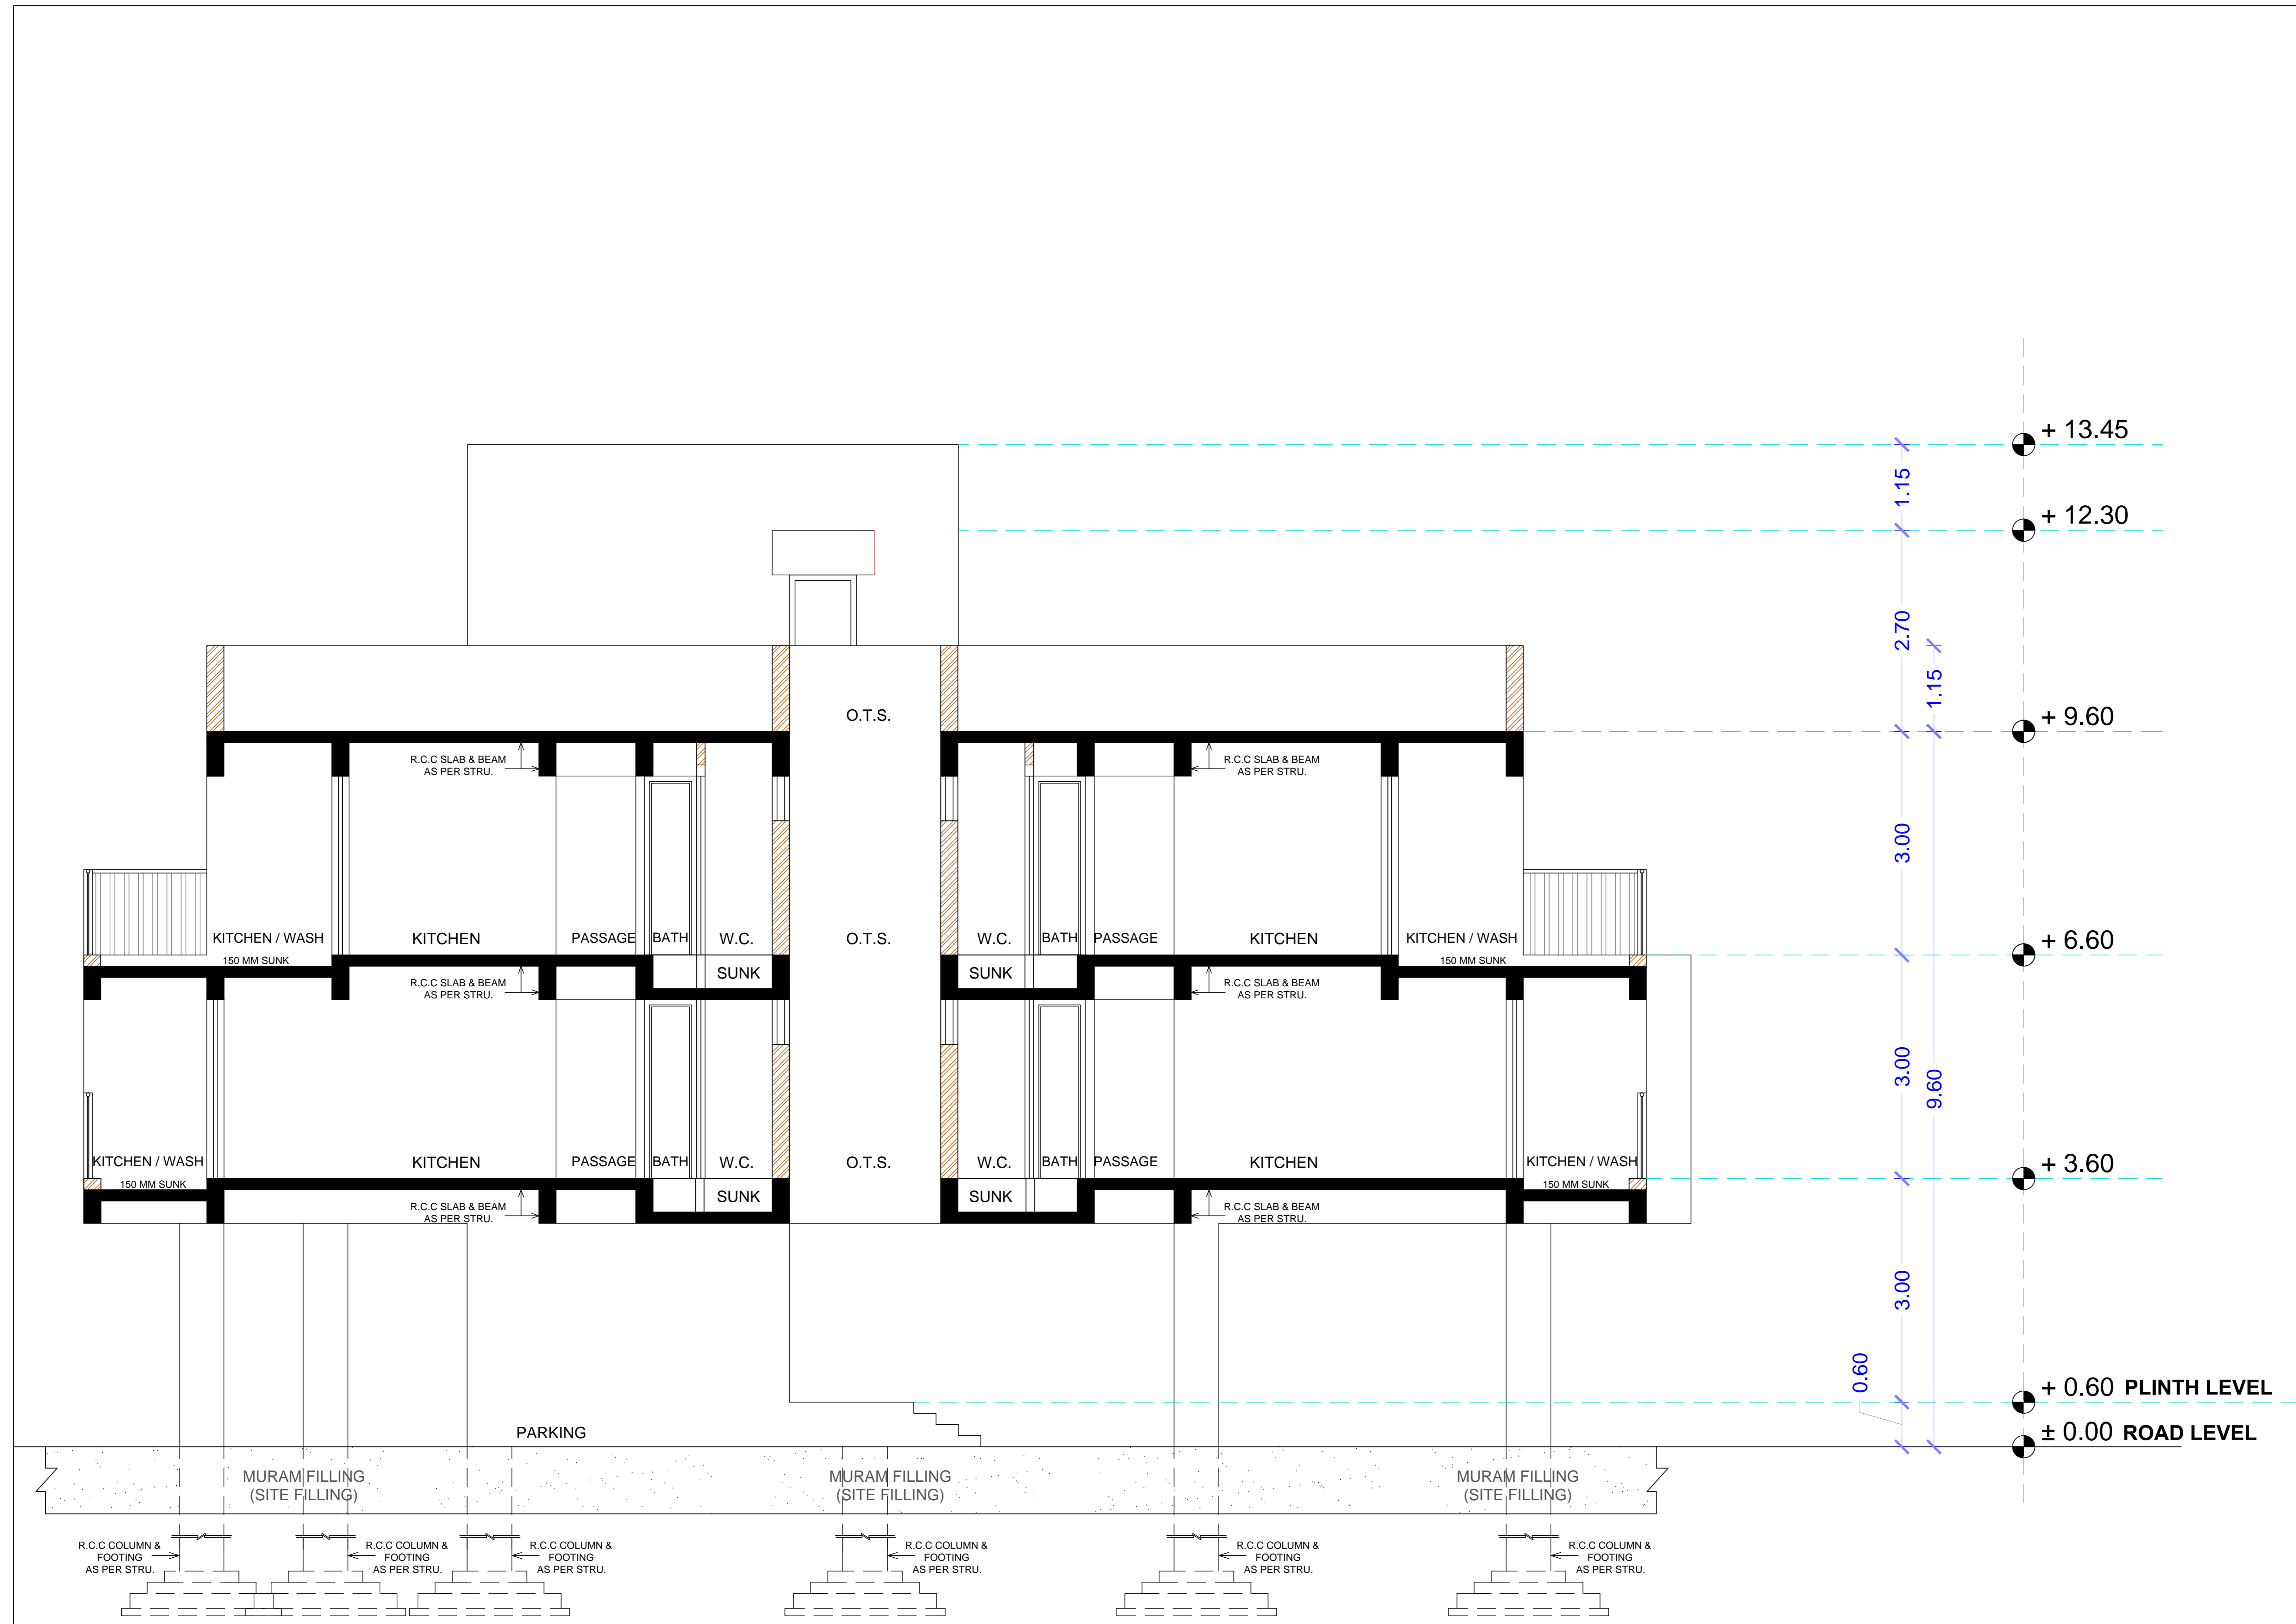 + 13.45
1.15
+ 12.30
2.70
1.15
O.T.S.
+ 9.60
R.C.C SLAB & BEAM
AS PER STRU.
R.C.C SLAB & BEAM
AS PER STRU.
3.00
KITCHEN / WASH
KITCHEN
PASSAGE
BATH
W.C.
O.T.S.
W.C.
BATH
PASSAGE
KITCHEN
KITCHEN / WASH
+ 6.60
150 MM SUNK
150 MM SUNK
SUNK
SUNK
R.C.C SLAB & BEAM
AS PER STRU.
R.C.C SLAB & BEAM
AS PER STRU.
3.00
9.60
KITCHEN / WASH
KITCHEN
PASSAGE
BATH
W.C.
O.T.S.
W.C.
BATH
PASSAGE
KITCHEN
KITCHEN / WASH
+ 3.60
150 MM SUNK
150 MM SUNK
SUNK
SUNK
R.C.C SLAB & BEAM
AS PER STRU.
R.C.C SLAB & BEAM
AS PER STRU.
3.00
0.60
+ 0.60 PLINTH LEVEL
PARKING
± 0.00 ROAD LEVEL
MURAM FILLING
(SITE FILLING)
MURAM FILLING
(SITE FILLING)
MURAM FILLING
(SITE FILLING)
R.C.C COLUMN &
FOOTING
AS PER STRU.
R.C.C COLUMN &
FOOTING
AS PER STRU.
R.C.C COLUMN &
FOOTING
AS PER STRU.
R.C.C COLUMN &
FOOTING
AS PER STRU.
R.C.C COLUMN &
FOOTING
AS PER STRU.
R.C.C COLUMN &
FOOTING
AS PER STRU.